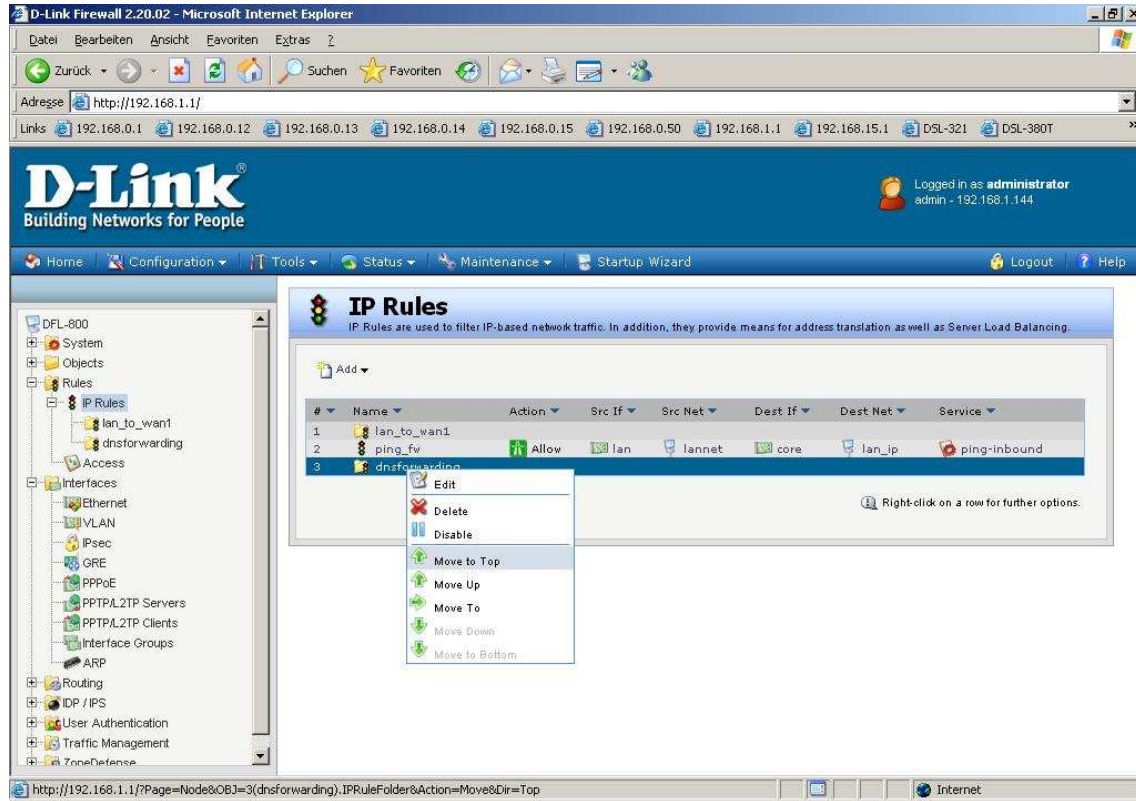 D-Link Firewall 2.20.02 - Microsoft Internet Explorer
Datei Bearbeiten Ansicht Favoriten Extras ?
Zurück Suchen Favoriten
Adresse http://192.168.1.1/
Links 192.168.0.1 192.168.0.12 192.168.0.13 192.168.0.14 192.168.0.15 192.168.0.50 192.168.1.1 192.168.15.1 DSL-321 DSL-380T »
D-Link®
Building Networks for People
Logged in as administrator
admin - 192.168.1.144
Home Configuration Tools Status Maintenance Startup Wizard Logout Help
DFL-800
System
Objects
Rules
IP Rules
lan_to_wan1
dnsforwarding
Access
Interfaces
Ethernet
VLAN
IPsec
GRE
PPPoE
PPTP/L2TP Servers
PPTP/L2TP Clients
Interface Groups
ARP
Routing
IDP / IPS
User Authentication
Traffic Management
ZoneDefense
IP Rules
IP Rules are used to filter IP-based network traffic. In addition, they provide means for address translation as well as Server Load Balancing.
Add
# Name Action Src If Src Net Dest If Dest Net Service
1 lan_to_wan1
2 ping_fw Allow lan lannet core lan_ip ping-inbound
3 dnsforwarding
Edit
Delete
Disable
Move to Top
Move Up
Move To
Move Down
Move to Bottom
Right-click on a row for further options.
http://192.168.1.1/?Page=Node&OBJ=3(dnsforwarding).IPRuleFolder&Action=Move&Dir=Top Internet